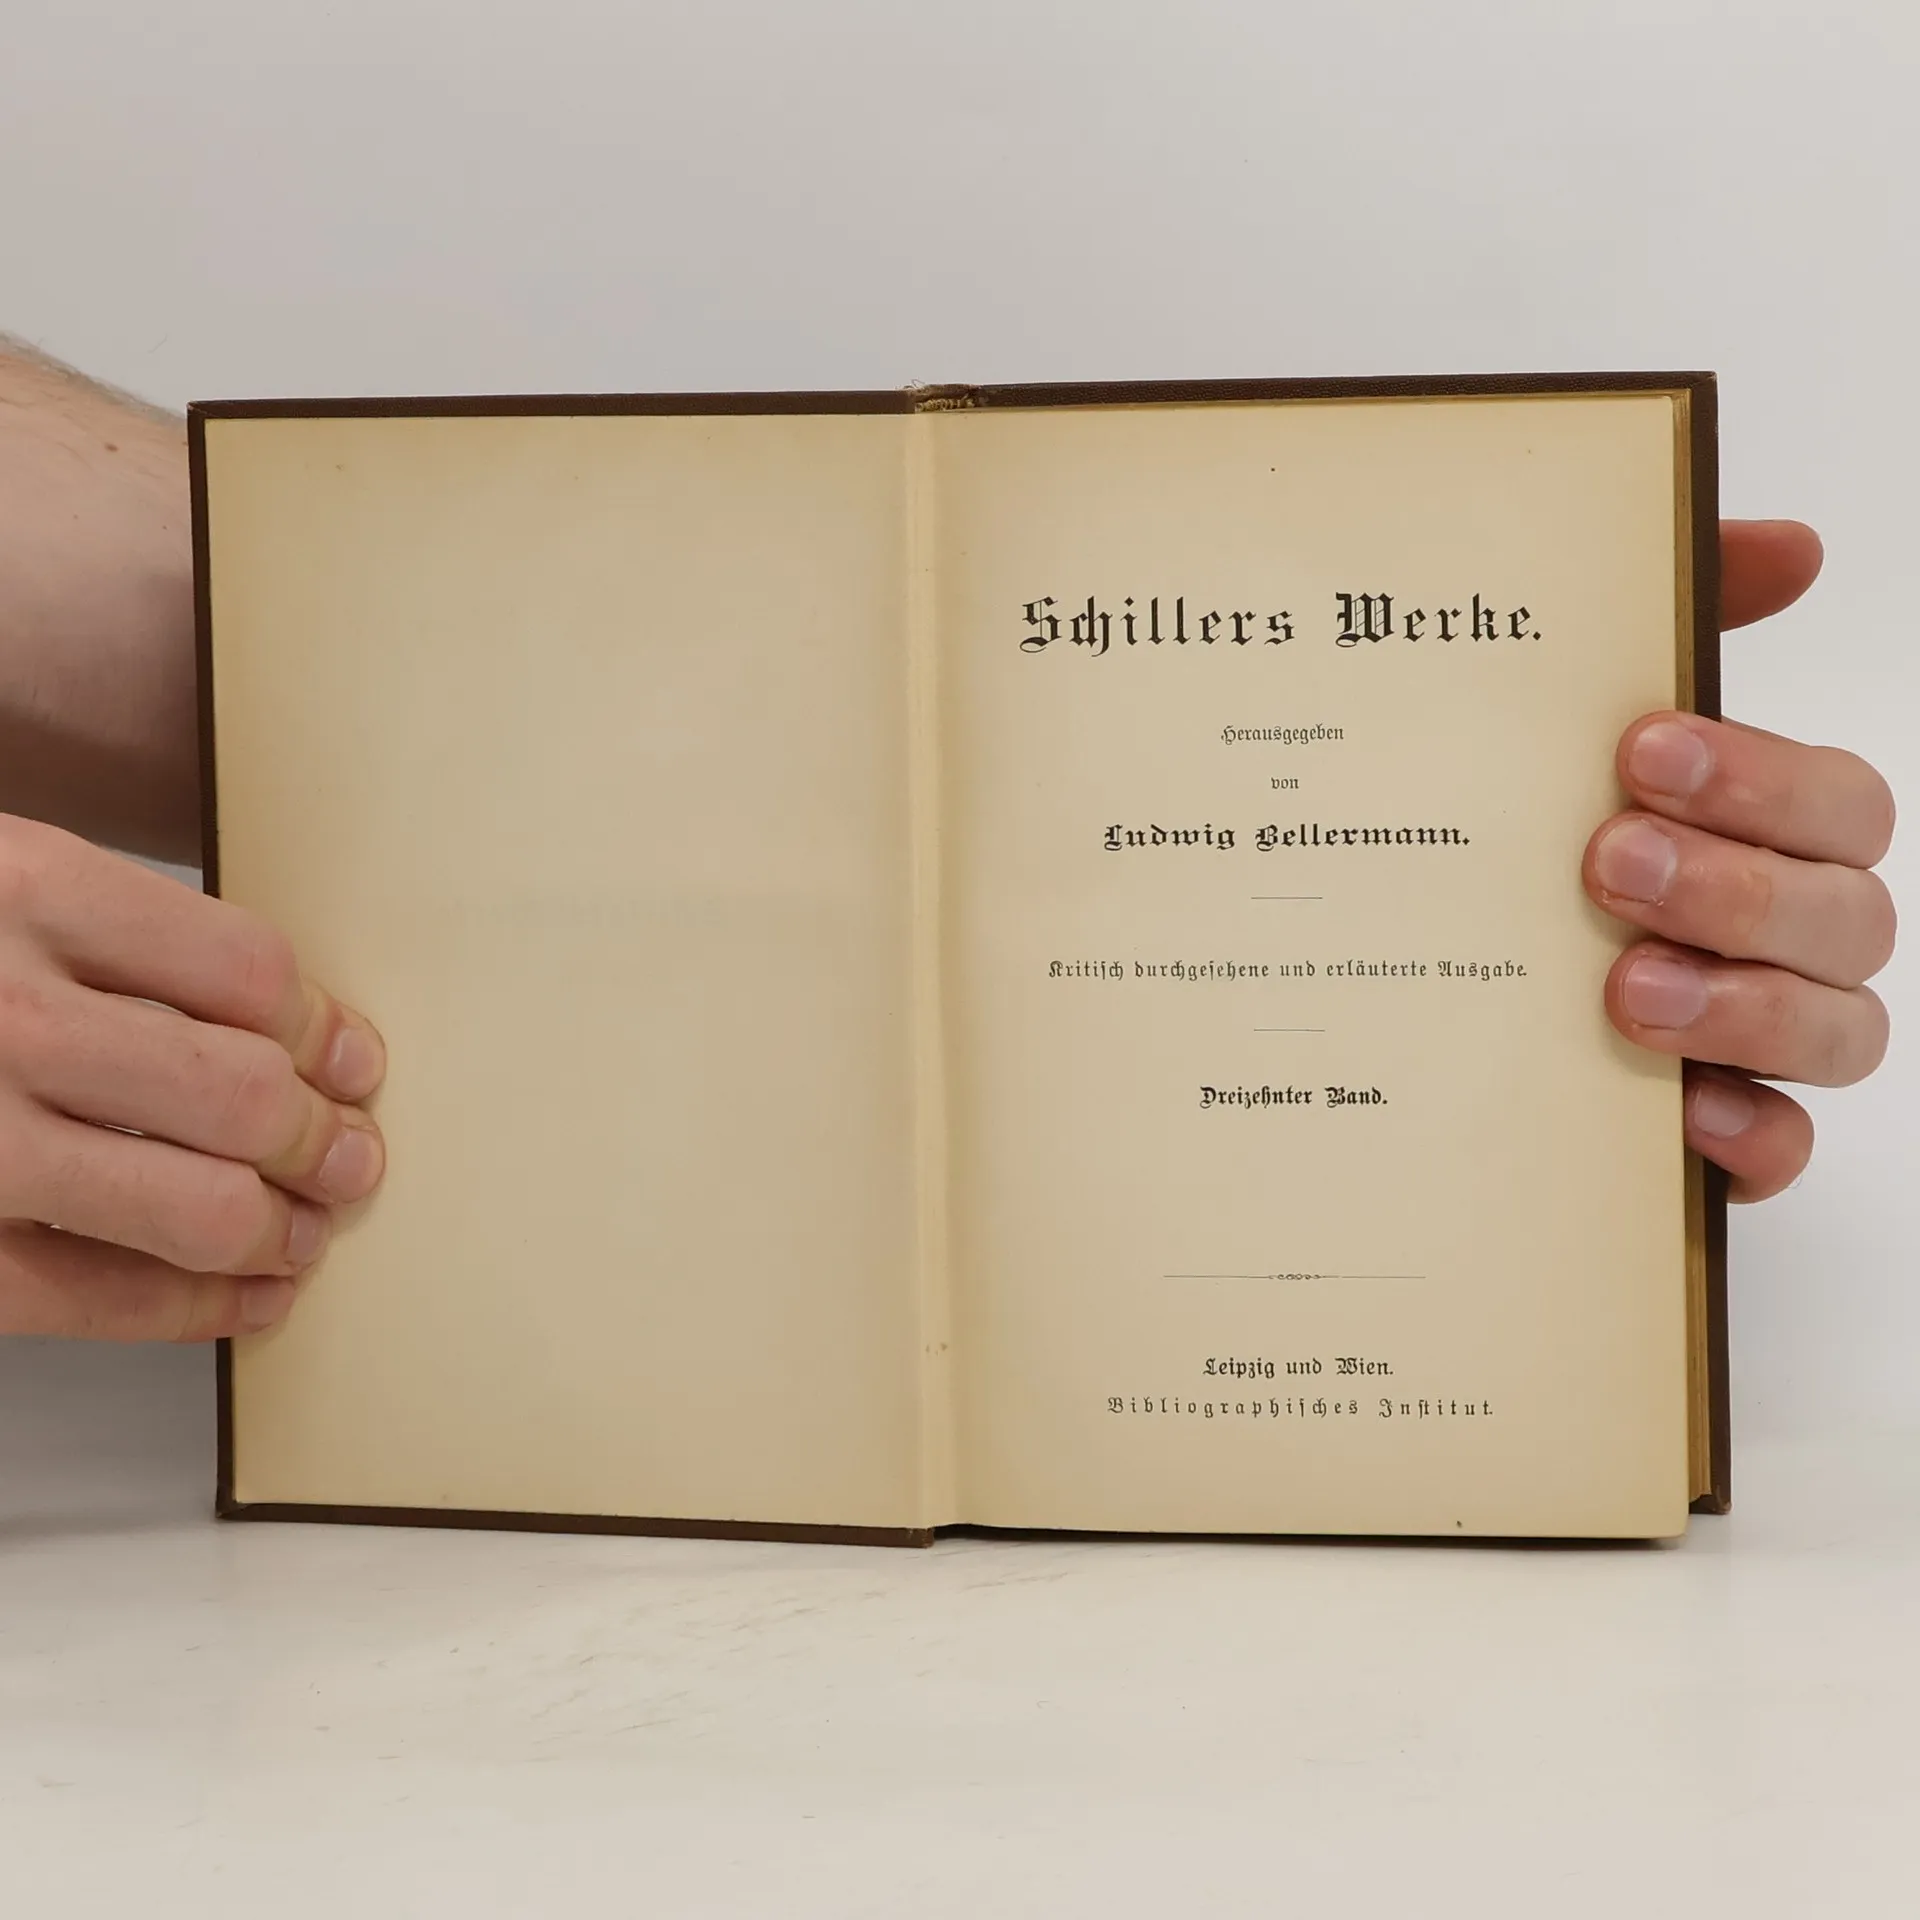 Schillers Werke.
Herausgegeben
von
Ludwig Bellermann.
Kritiſch durchgeſehene und erläuterte Ausgabe.
Dreizehnter Band.
Leipzig und Wien.
Bibliographiſches Inſtitut.